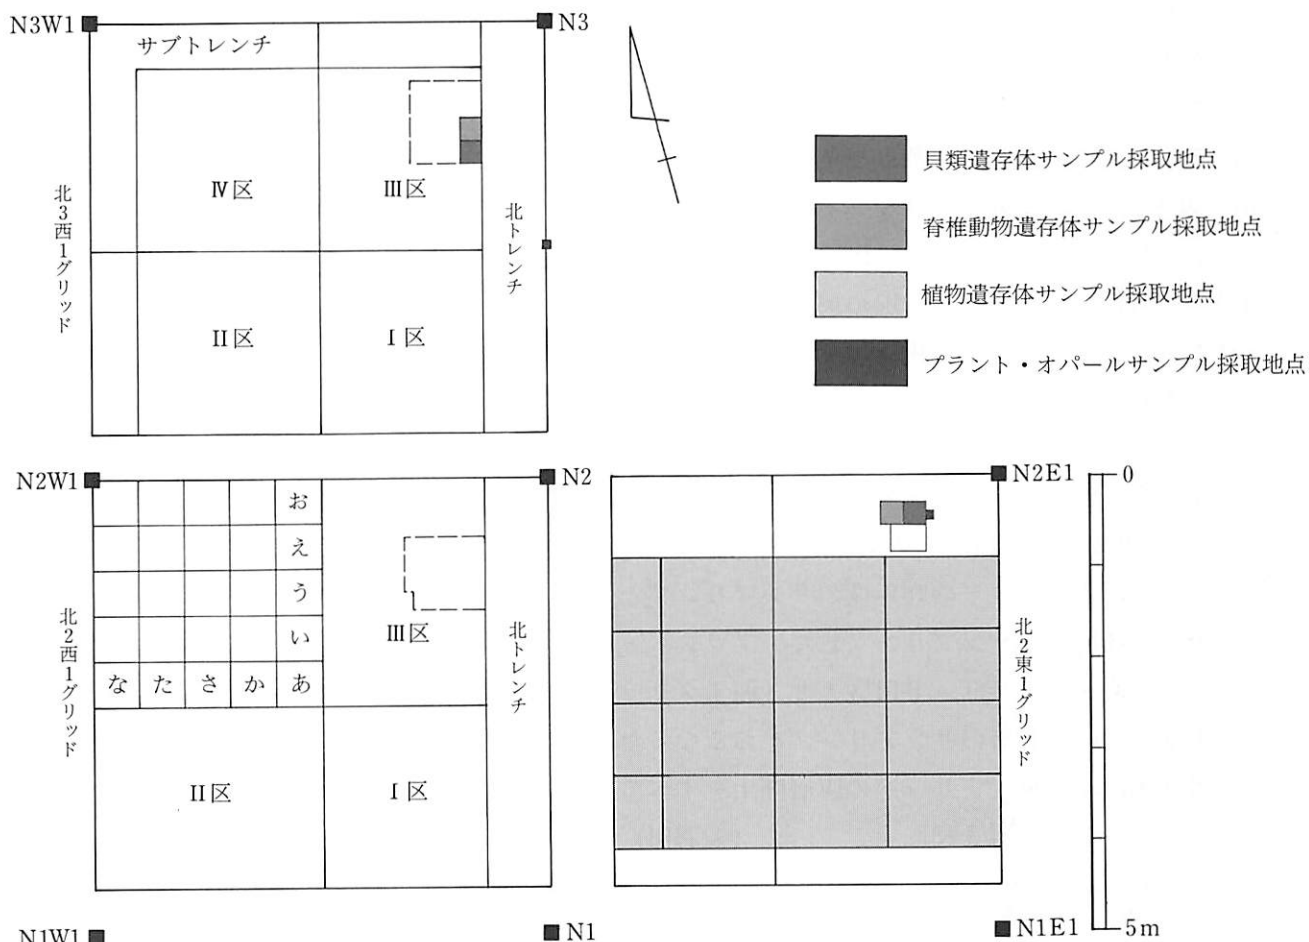 N3W1
N3
サブトレンチ
Ⅳ区
Ⅲ区
北3西1グリッド
北トレンチ
Ⅱ区
Ⅰ区
貝類遺存体サンプル採取地点
脊椎動物遺存体サンプル採取地点
植物遺存体サンプル採取地点
プラント・オパールサンプル採取地点
N2W1
N2
N2E1
0
お
え
う
い
な た さ か あ
Ⅲ区
北2西1グリッド
北トレンチ
北2東1グリッド
Ⅱ区
Ⅰ区
N1W1
N1
N1E1
5m